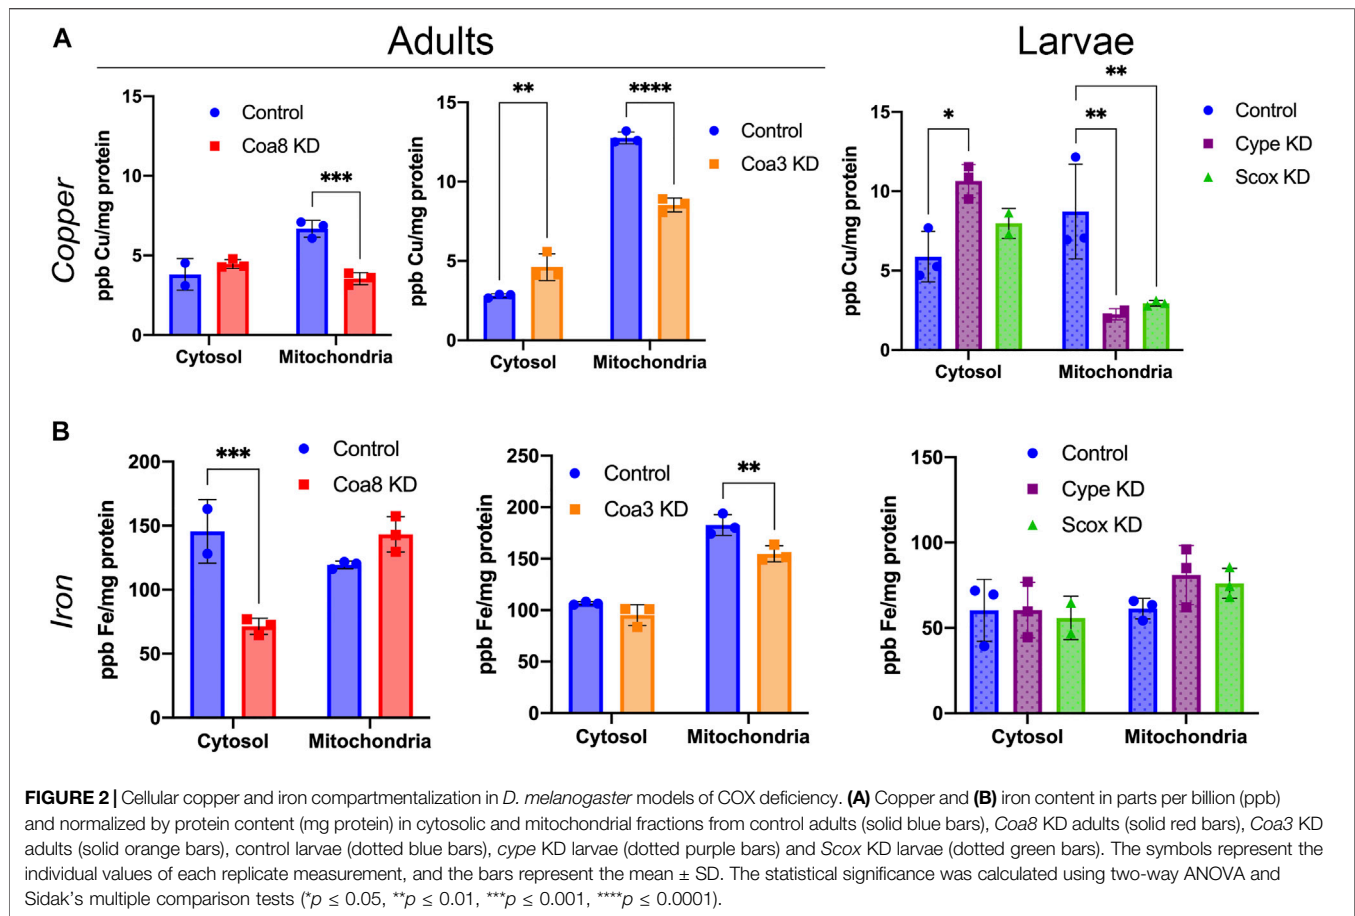 A
Adults
Larvae
Copper
ppb Cu/mg protein
15
10
5
0
Control
Coa8 KD
***
Cytosol
Mitochondria
ppb Cu/mg protein
15
10
5
0
**
****
Control
Coa3 KD
Cytosol
Mitochondria
ppb Cu/mg protein
15
10
5
0
*
**
**
Control
Cype KD
Scox KD
Cytosol
Mitochondria
B
Iron
ppb Fe/mg protein
200
150
100
50
0
***
Control
Coa8 KD
Cytosol
Mitochondria
ppb Fe/mg protein
250
200
150
100
50
0
Control
Coa3 KD
**
Cytosol
Mitochondria
ppb Fe/mg protein
150
100
50
0
Control
Cype KD
Scox KD
Cytosol
Mitochondria
FIGURE 2 | Cellular copper and iron compartmentalization in D. melanogaster models of COX deficiency. (A) Copper and (B) iron content in parts per billion (ppb)
and normalized by protein content (mg protein) in cytosolic and mitochondrial fractions from control adults (solid blue bars), Coa8 KD adults (solid red bars), Coa3 KD
adults (solid orange bars), control larvae (dotted blue bars), cype KD larvae (dotted purple bars) and Scox KD larvae (dotted green bars). The symbols represent the
individual values of each replicate measurement, and the bars represent the mean ± SD. The statistical significance was calculated using two-way ANOVA and
Sidak's multiple comparison tests (*p ≤ 0.05, **p ≤ 0.01, ***p ≤ 0.001, ****p ≤ 0.0001).